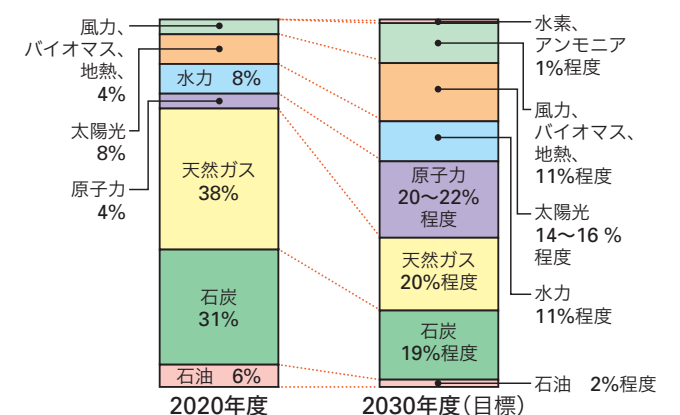 風力、
バイオマス、
地熱、
4%
太陽光
8%
原子力
4%
水力 8%
天然ガス
38%
石炭
31%
石油 6%
2020年度
原子力
20〜22%
程度
天然ガス
20%程度
石炭
19%程度
2030年度(目標)
水素、
アンモニア
1%程度
風力、
バイオマス、
地熱、
11%程度
太陽光
14〜16 %
程度
水力
11%程度
石油 2%程度